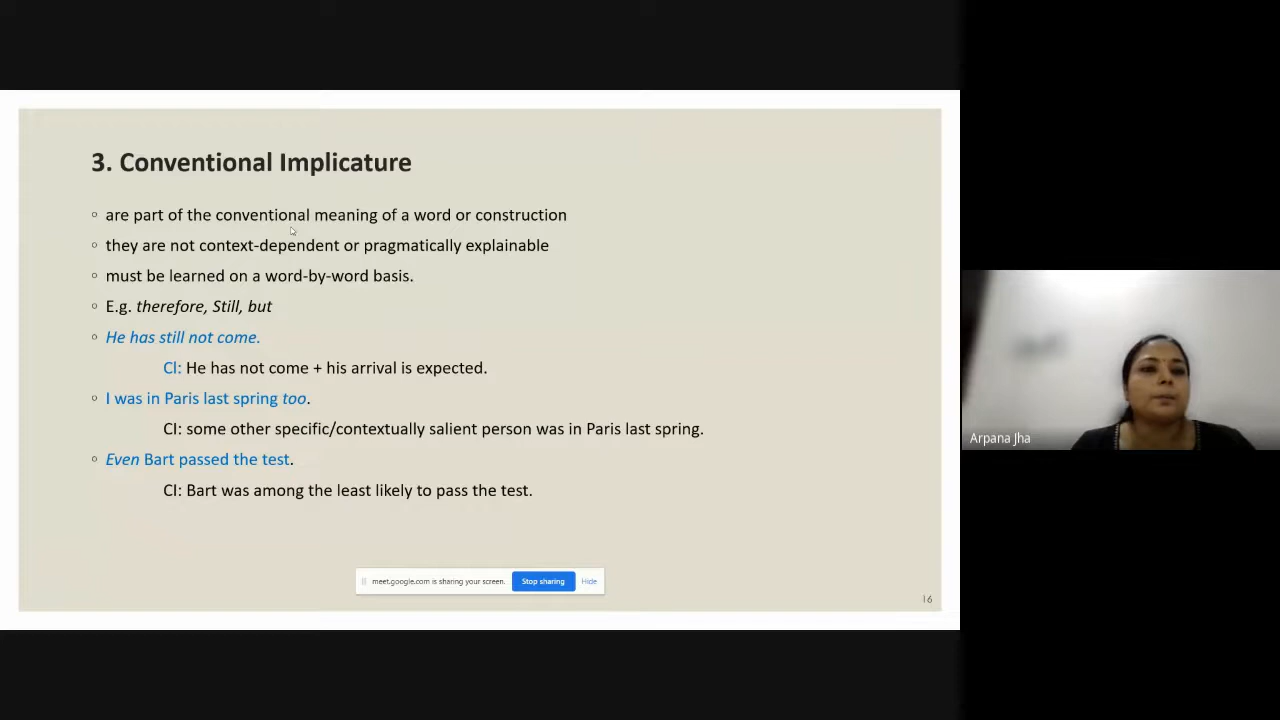 3. Conventional Implicature
◦ are part of the conventional meaning of a word or construction
◦ they are not context-dependent or pragmatically explainable
◦ must be learned on a word-by-word basis.
◦ E.g. therefore, Still, but
◦ He has still not come.
CI: He has not come + his arrival is expected.
◦ I was in Paris last spring too.
CI: some other specific/contextually salient person was in Paris last spring.
◦ Even Bart passed the test.
CI: Bart was among the least likely to pass the test.
meet.google.com is sharing your screen. Stop sharing Hide
16
Arpana Jha